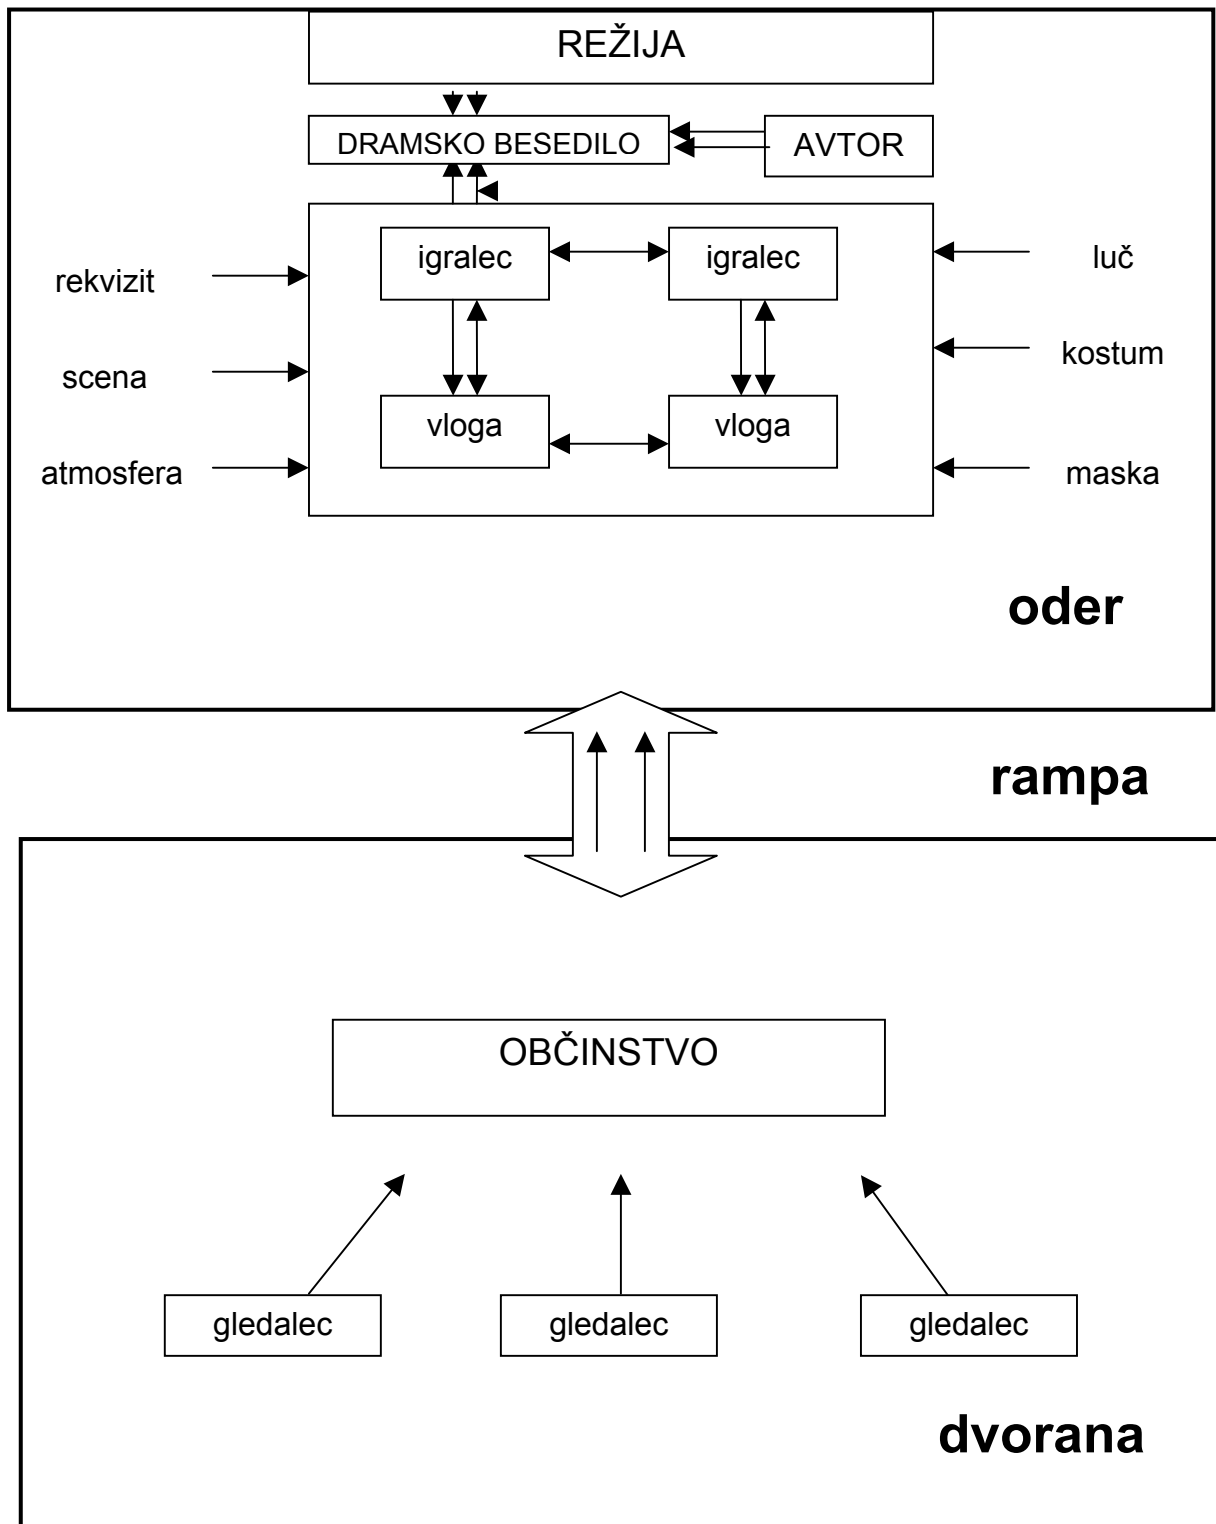 REŽIJA
DRAMSKO BESEDILO
AVTOR
igralec
igralec
rekvizit
luč
scena
kostum
vloga
vloga
atmosfera
maska
oder
rampa
OBČINSTVO
gledalec
gledalec
gledalec
dvorana